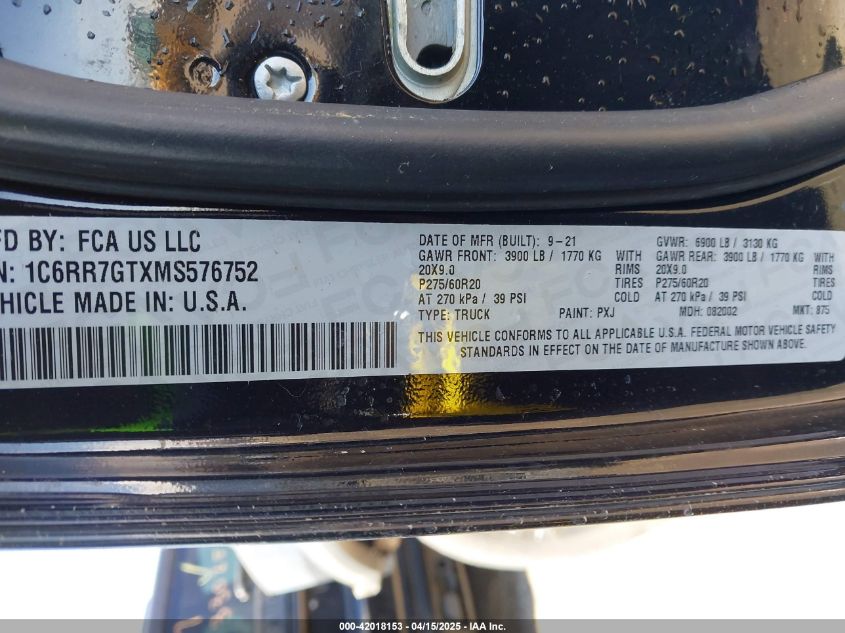 FD BY: FCA US LLC
N: 1C6RR7GTXMS576752
EHICLE MADE IN: U.S.A.
DATE OF MFR (BUILT): 9-21 GVWR: 6900 LB / 3130 KG
GAWR FRONT: 3900 LB / 1770 KG WITH GAWR REAR: 3900 LB / 1770 KG WITH
20X9.0 RIMS 20X9.0 RIMS
P275/60R20 TIRES P275/60R20 TIRES
AT 270 kPa / 39 PSI COLD AT 270 kPa / 39 PSI COLD
TYPE: TRUCK PAINT: PXJ MDH: 082002 MKT: 875
THIS VEHICLE CONFORMS TO ALL APPLICABLE U.S.A. FEDERAL MOTOR VEHICLE SAFETY
STANDARDS IN EFFECT ON THE DATE OF MANUFACTURE SHOWN ABOVE.
000-42018153 - 04/15/2025 - IAA Inc.